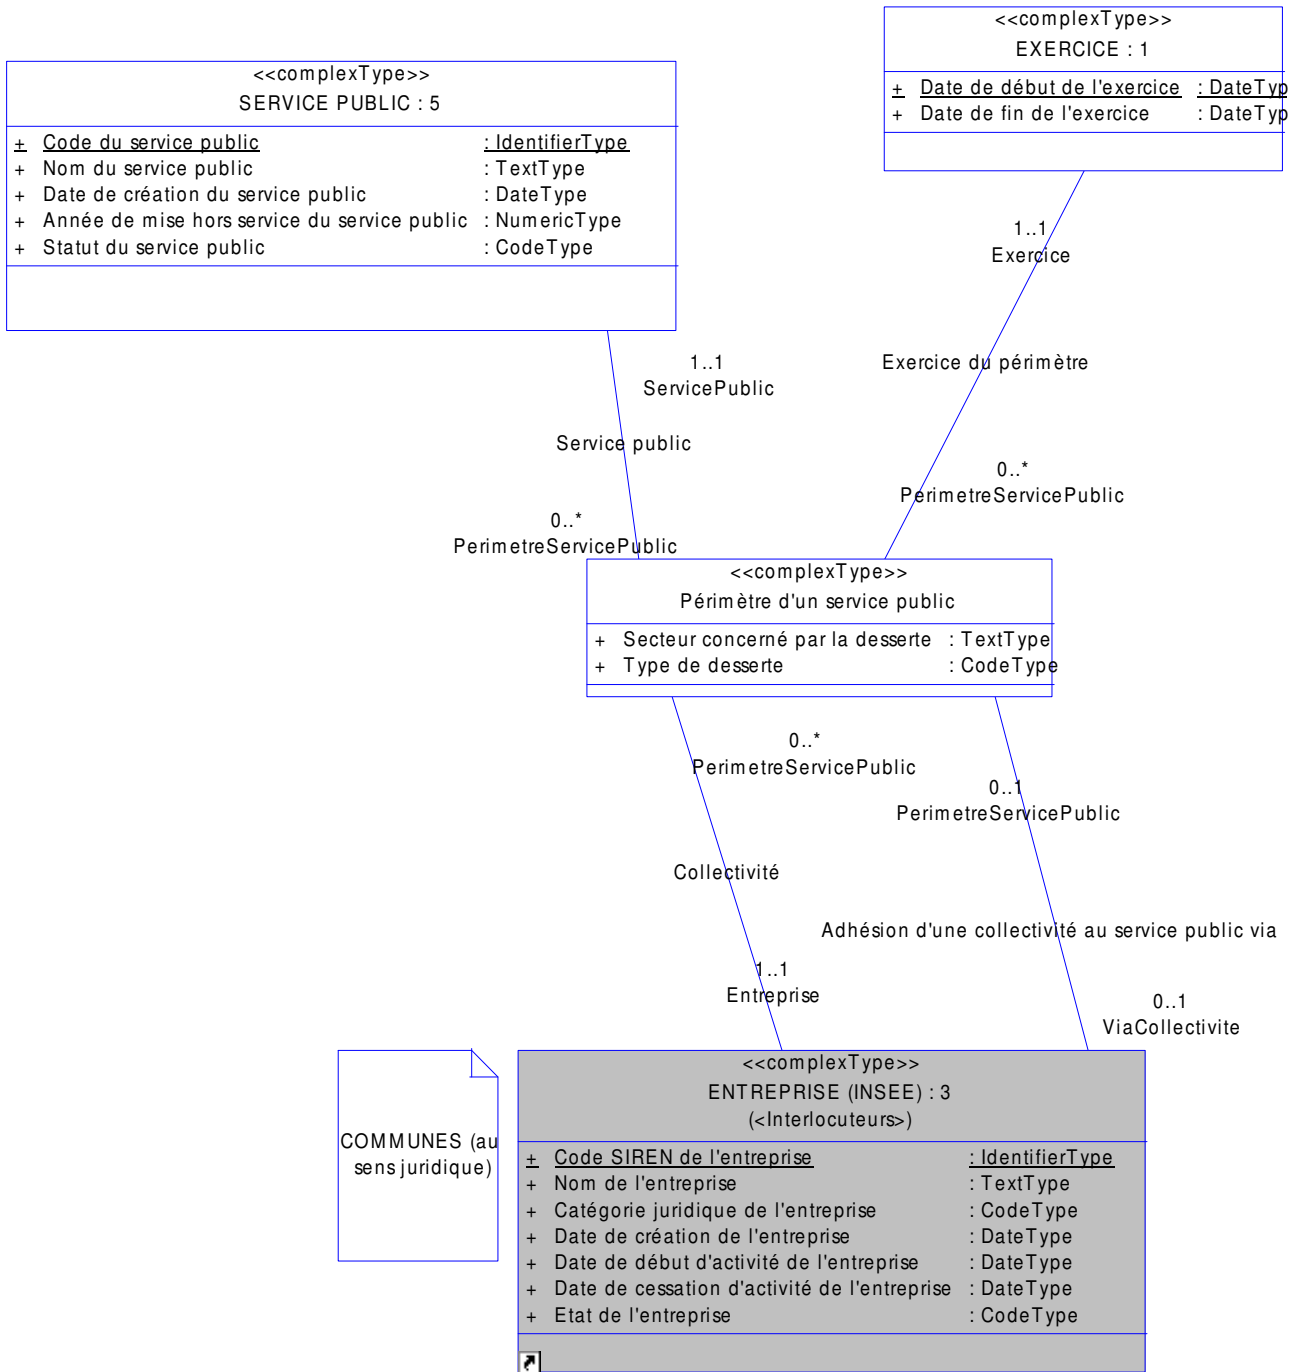 <<complexType>>
EXERCICE : 1
+ Date de début de l'exercice : DateTyp
+ Date de fin de l'exercice : DateTyp
<<complexType>>
SERVICE PUBLIC : 5
+ Code du service public : IdentifierType
+ Nom du service public : TextType
+ Date de création du service public : DateType
+ Année de mise hors service du service public : NumericType
+ Statut du service public : CodeType
1..1
Exercice
Exercice du périmètre
0..*
PerimetreServicePublic
1..1
ServicePublic
Service public
0..*
PerimetreServicePublic
<<complexType>>
Périmètre d'un service public
+ Secteur concerné par la desserte : TextType
+ Type de desserte : CodeType
0..*
PerimetreServicePublic
Collectivité
1..1
Entreprise
0..1
PerimetreServicePublic
Adhésion d'une collectivité au service public via
0..1
ViaCollectivite
COMMUNES (au
sens juridique)
<<complexType>>
ENTREPRISE (INSEE) : 3
(<Interlocuteurs>)
+ Code SIREN de l'entreprise : IdentifierType
+ Nom de l'entreprise : TextType
+ Catégorie juridique de l'entreprise : CodeType
+ Date de création de l'entreprise : DateType
+ Date de début d'activité de l'entreprise : DateType
+ Date de cessation d'activité de l'entreprise : DateType
+ Etat de l'entreprise : CodeType